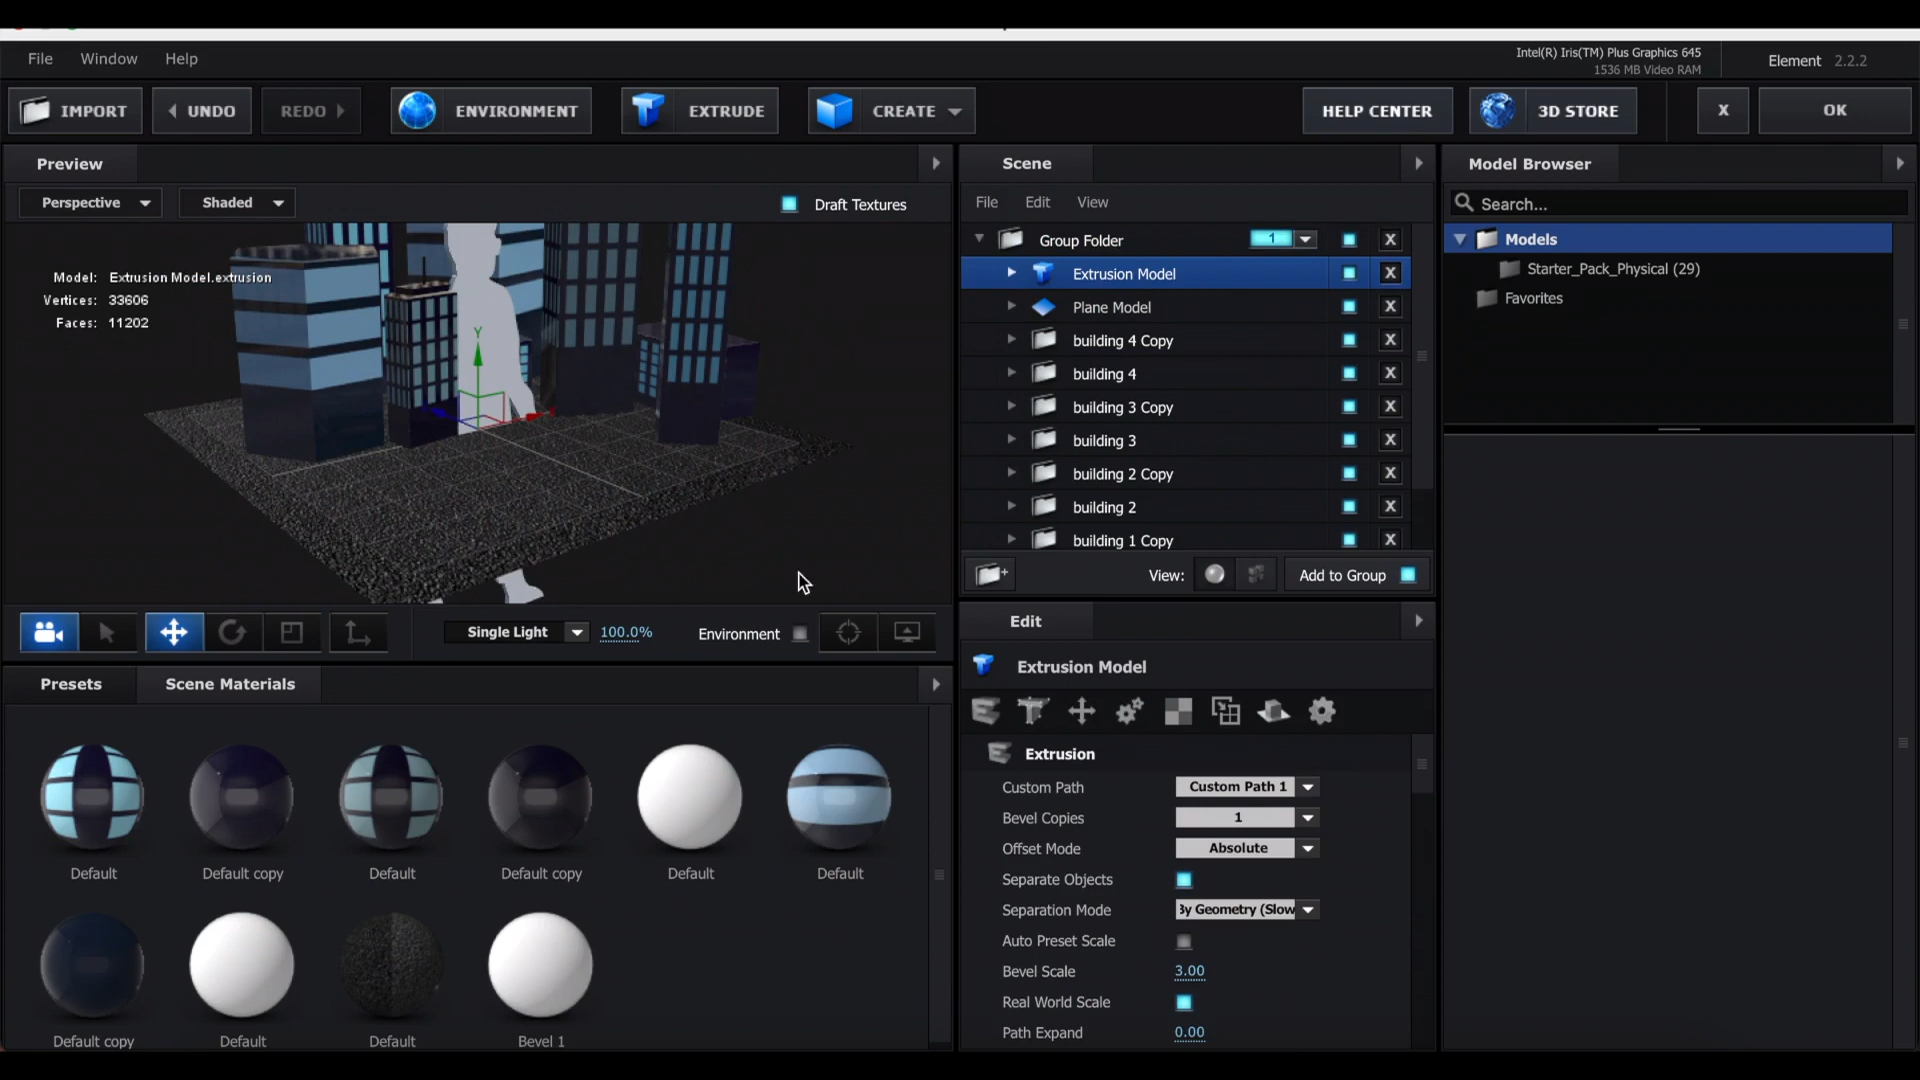 File Window Help
Intel(R) Iris(TM) Plus Graphics 645
1536 MB Video RAM
Element 2.2.2
IMPORT UNDO REDO ENVIRONMENT EXTRUDE CREATE HELP CENTER 3D STORE X OK
Preview
Perspective Shaded Draft Textures
Model: Extrusion Model.extrusion
Vertices: 33606
Faces: 11202
Y
Single Light 100.0% Environment
Presets Scene Materials
Default Default copy Default Default copy Default Default
Default copy Default Default Bevel 1
Scene
File Edit View
Group Folder 1 X
Extrusion Model X
Plane Model X
building 4 Copy X
building 4 X
building 3 Copy X
building 3 X
building 2 Copy X
building 2 X
building 1 Copy X
View: Add to Group
Edit
Extrusion Model
Extrusion
Custom Path Custom Path 1
Bevel Copies 1
Offset Mode Absolute
Separate Objects
Separation Mode By Geometry (Slow
Auto Preset Scale
Bevel Scale 3.00
Real World Scale
Path Expand 0.00
Model Browser
Search...
Models
Starter_Pack_Physical (29)
Favorites